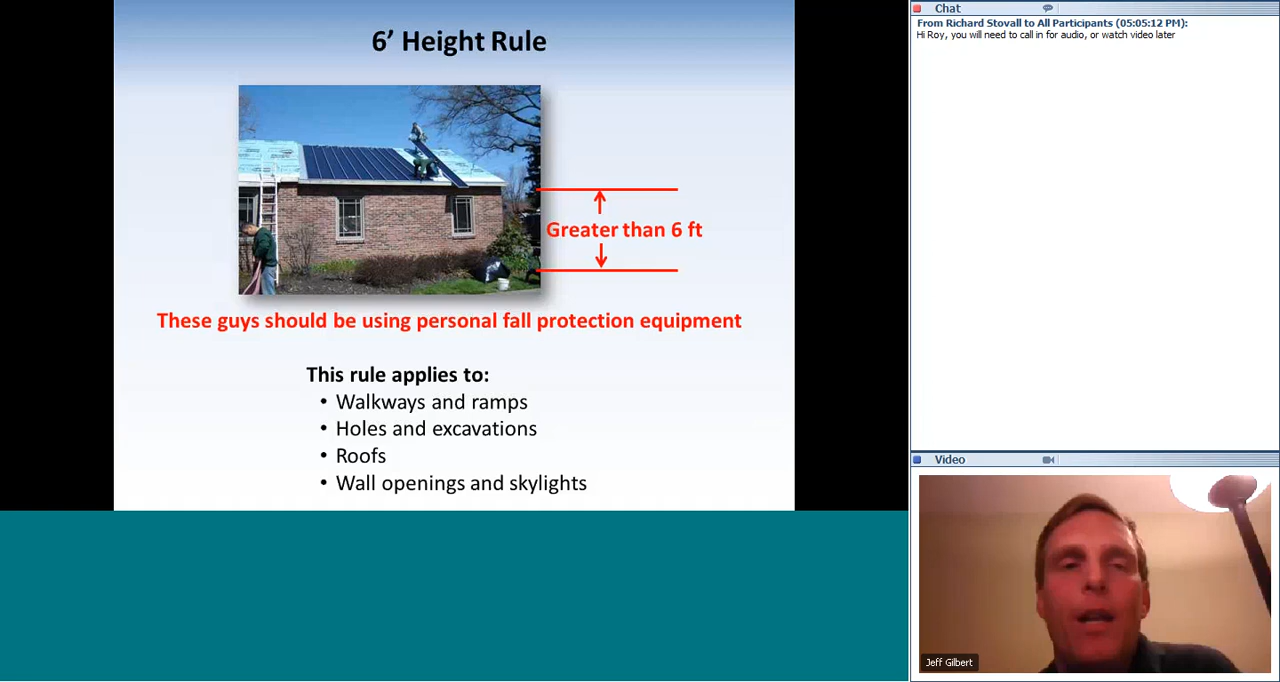 6’ Height Rule
Greater than 6 ft
These guys should be using personal fall protection equipment
This rule applies to:
• Walkways and ramps
• Holes and excavations
• Roofs
• Wall openings and skylights
Chat
From Richard Stovall to All Participants (05:05:12 PM):
Hi Roy, you will need to call in for audio, or watch video later
Video
Jeff Gilbert